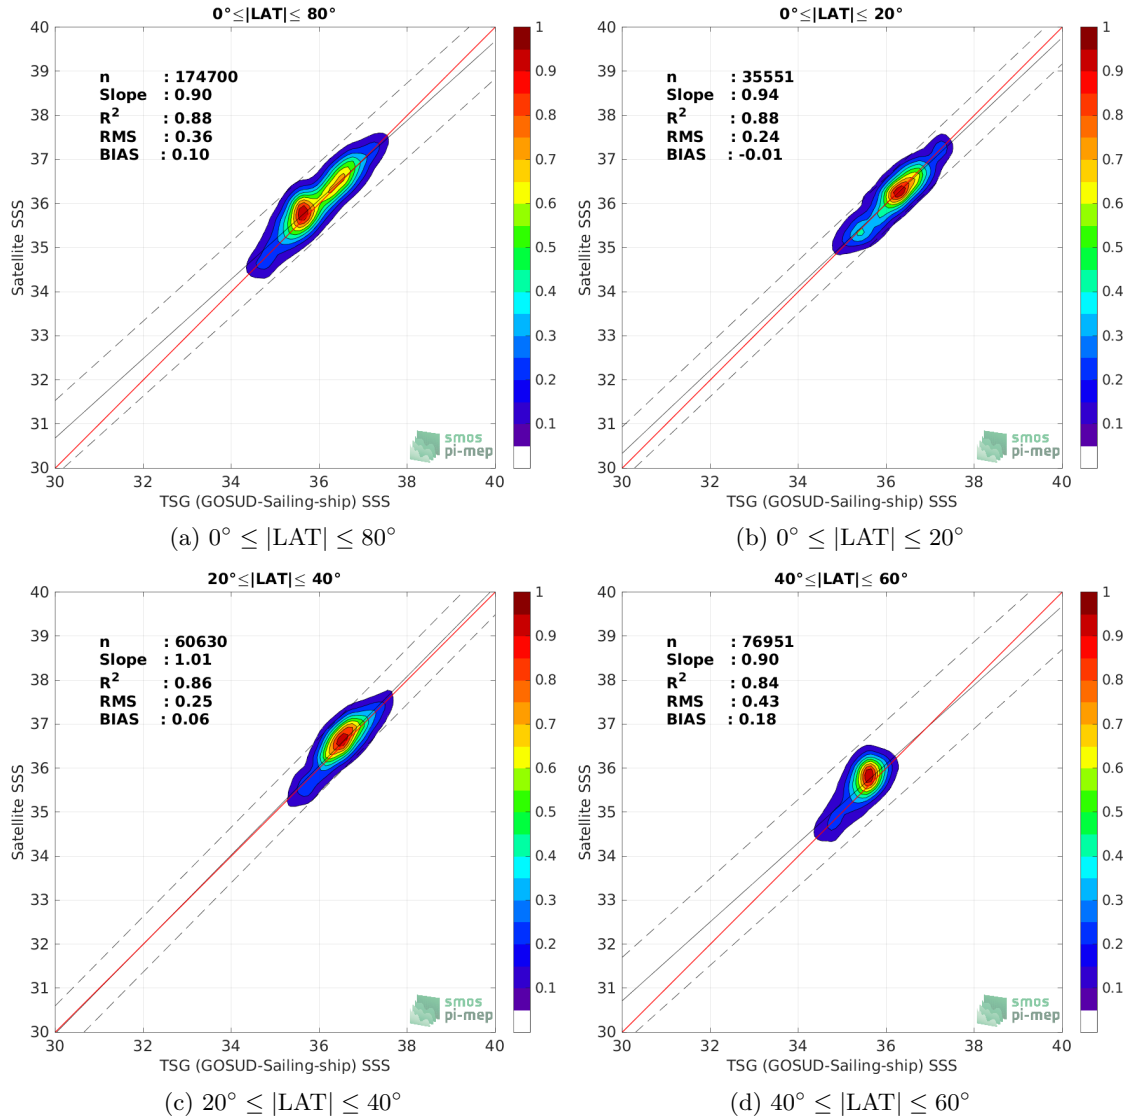 0°≤|LAT|≤ 80°
n : 174700
Slope : 0.90
R² : 0.88
RMS : 0.36
BIAS : 0.10
40
39
38
37
36
35
34
33
32
31
30
30 32 34 36 38 40
Satellite SSS
TSG (GOSUD-Sailing-ship) SSS
1
0.9
0.8
0.7
0.6
0.5
0.4
0.3
0.2
0.1
smos
pi-mep
(a) 0° ≤ |LAT| ≤ 80°
0°≤|LAT|≤ 20°
n : 35551
Slope : 0.94
R² : 0.88
RMS : 0.24
BIAS : -0.01
40
39
38
37
36
35
34
33
32
31
30
30 32 34 36 38 40
Satellite SSS
TSG (GOSUD-Sailing-ship) SSS
1
0.9
0.8
0.7
0.6
0.5
0.4
0.3
0.2
0.1
smos
pi-mep
(b) 0° ≤ |LAT| ≤ 20°
20°≤|LAT|≤ 40°
n : 60630
Slope : 1.01
R² : 0.86
RMS : 0.25
BIAS : 0.06
40
39
38
37
36
35
34
33
32
31
30
30 32 34 36 38 40
Satellite SSS
TSG (GOSUD-Sailing-ship) SSS
1
0.9
0.8
0.7
0.6
0.5
0.4
0.3
0.2
0.1
smos
pi-mep
(c) 20° ≤ |LAT| ≤ 40°
40°≤|LAT|≤ 60°
n : 76951
Slope : 0.90
R² : 0.84
RMS : 0.43
BIAS : 0.18
40
39
38
37
36
35
34
33
32
31
30
30 32 34 36 38 40
Satellite SSS
TSG (GOSUD-Sailing-ship) SSS
1
0.9
0.8
0.7
0.6
0.5
0.4
0.3
0.2
0.1
smos
pi-mep
(d) 40° ≤ |LAT| ≤ 60°